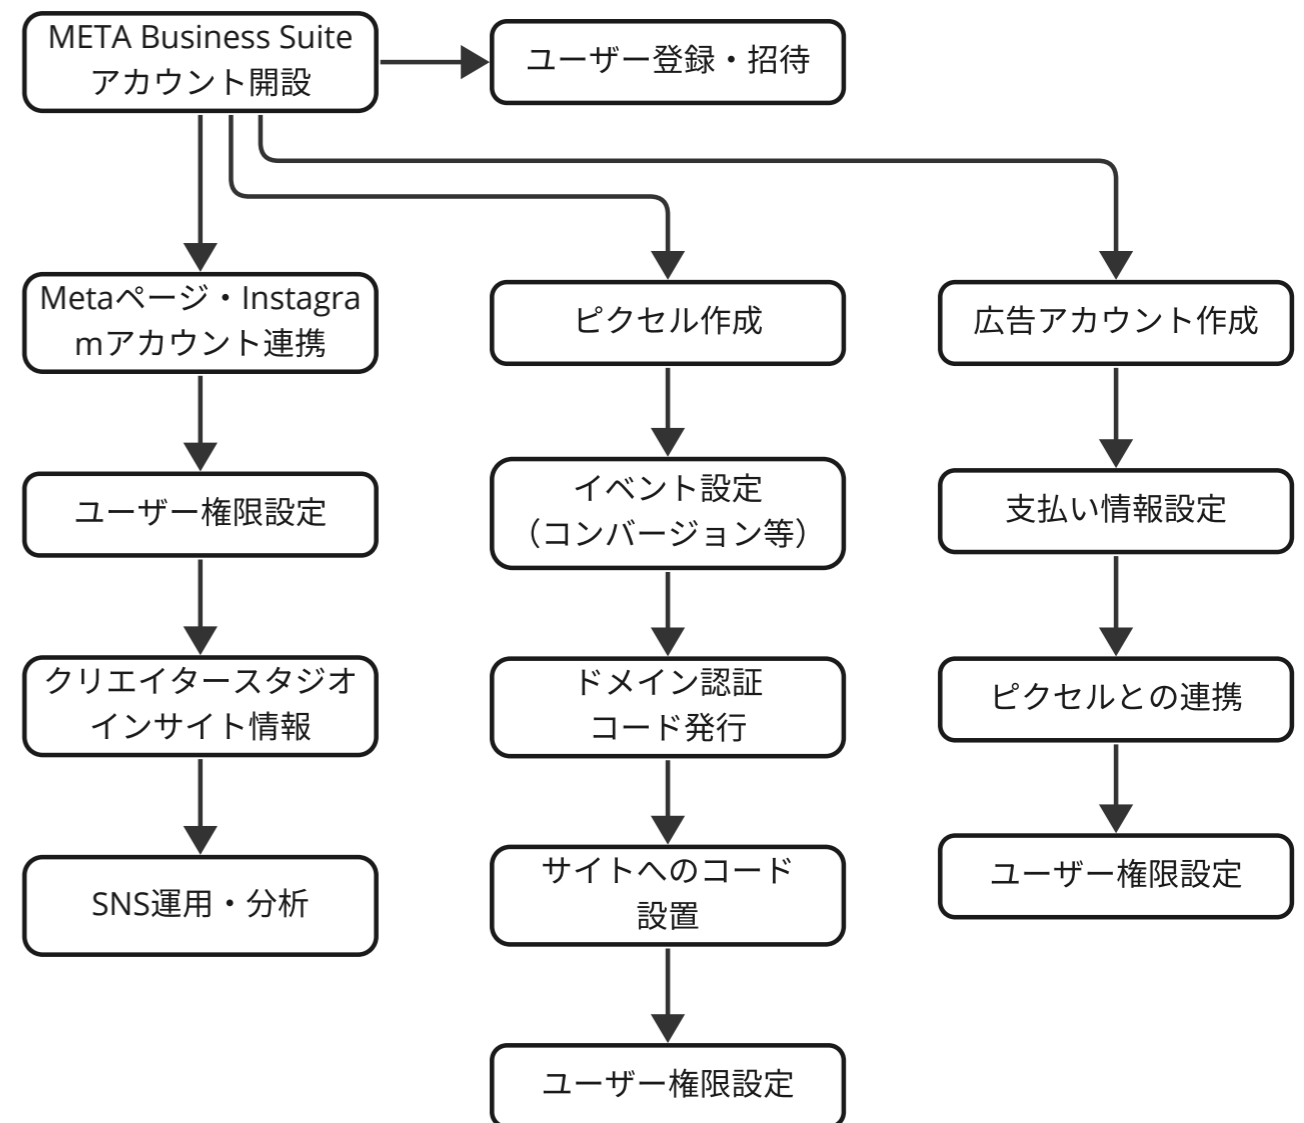 META Business Suite
アカウント開設
ユーザー登録・招待
Metaページ・Instagra
mアカウント連携
ユーザー権限設定
クリエイタースタジオ
インサイト情報
SNS運用・分析
ピクセル作成
イベント設定
（コンバージョン等）
ドメイン認証
コード発行
サイトへのコード
設置
ユーザー権限設定
広告アカウント作成
支払い情報設定
ピクセルとの連携
ユーザー権限設定